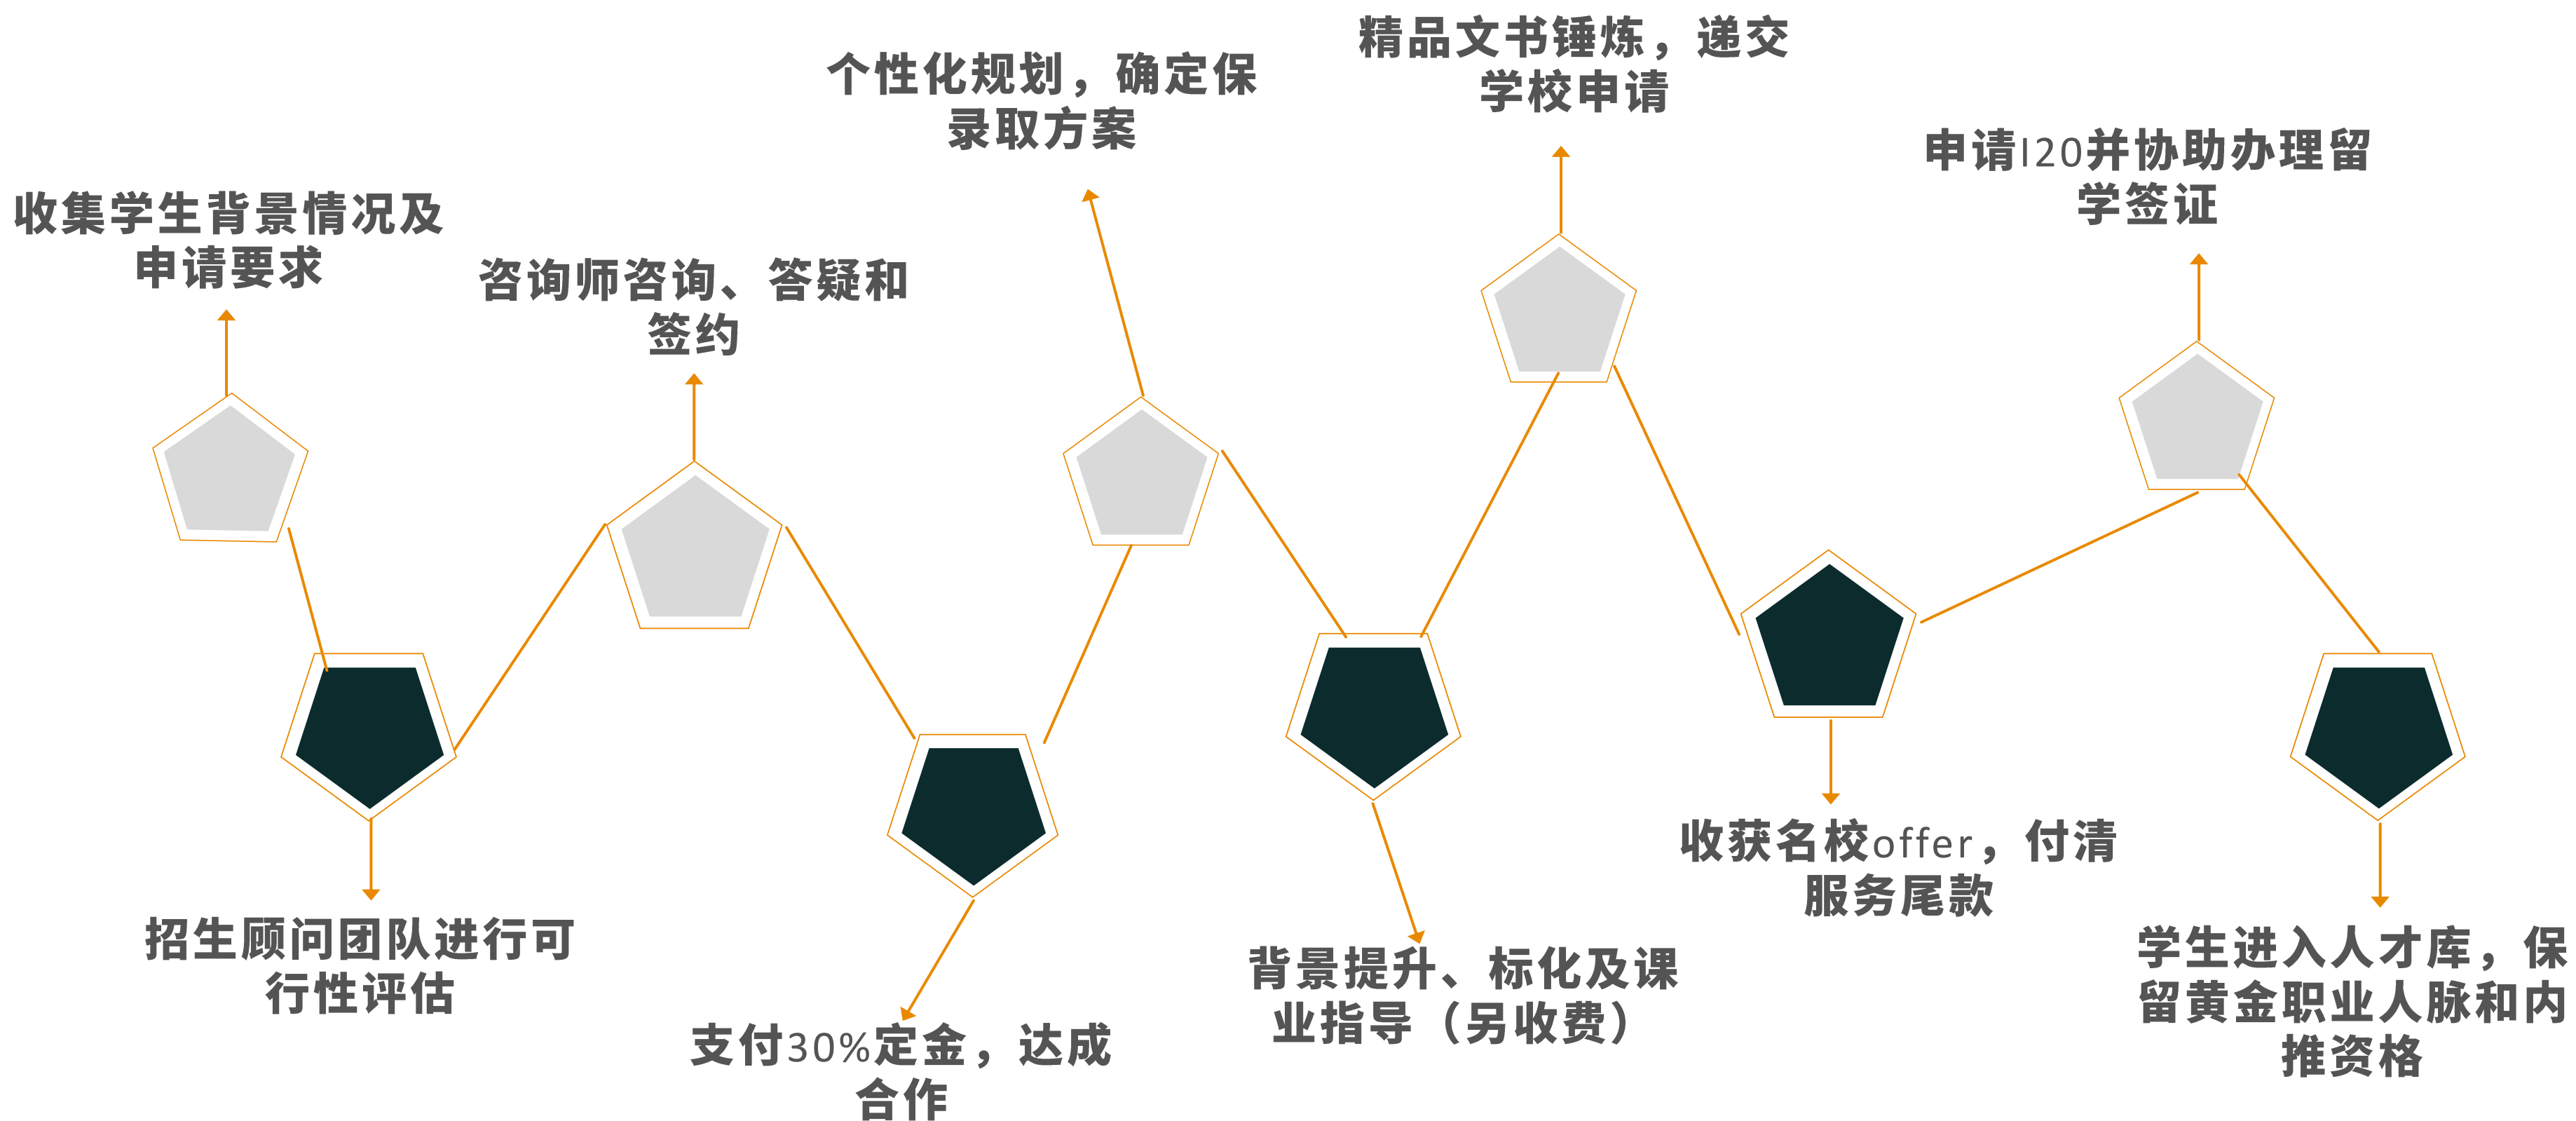 收集学生背景情况及
申请要求
招生顾问团队进行可
行性评估
咨询师咨询、答疑和
签约
支付30%定金，达成
合作
个性化规划，确定保
录取方案
背景提升、标化及课
业指导（另收费）
精品文书锤炼，递交
学校申请
收获名校offer，付清
服务尾款
申请I20并协助办理留
学签证
学生进入人才库，保
留黄金职业人脉和内
推资格